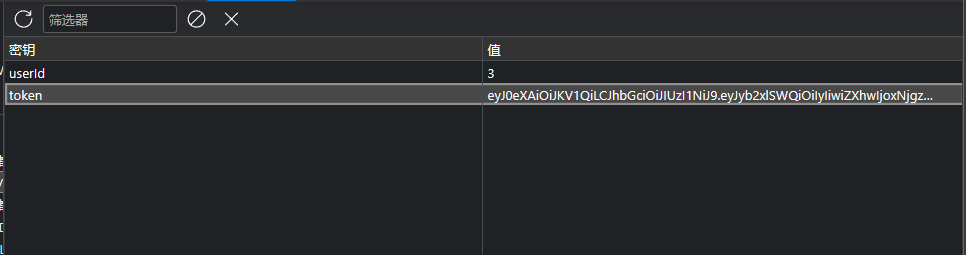 筛选器
密钥 值
userId 3
token eyJ0eXAiOiJKV1QiLCJhbGciOiJIUzI1NiJ9.eyJyb2xlSWQiOiIyIiwiZXhwIjoxNjgz...